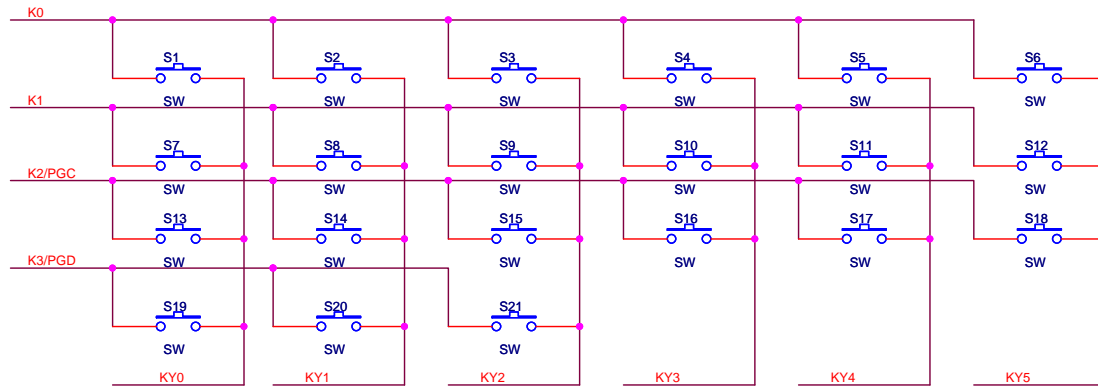 K0
S1 S2 S3 S4 S5 S6
SW SW SW SW SW SW
K1
S7 S8 S9 S10 S11 S12
K2/PGC
SW SW SW SW SW SW
S13 S14 S15 S16 S17 S18
SW SW SW SW SW SW
K3/PGD
S19 S20 S21
SW SW SW
KY0 KY1 KY2 KY3 KY4 KY5